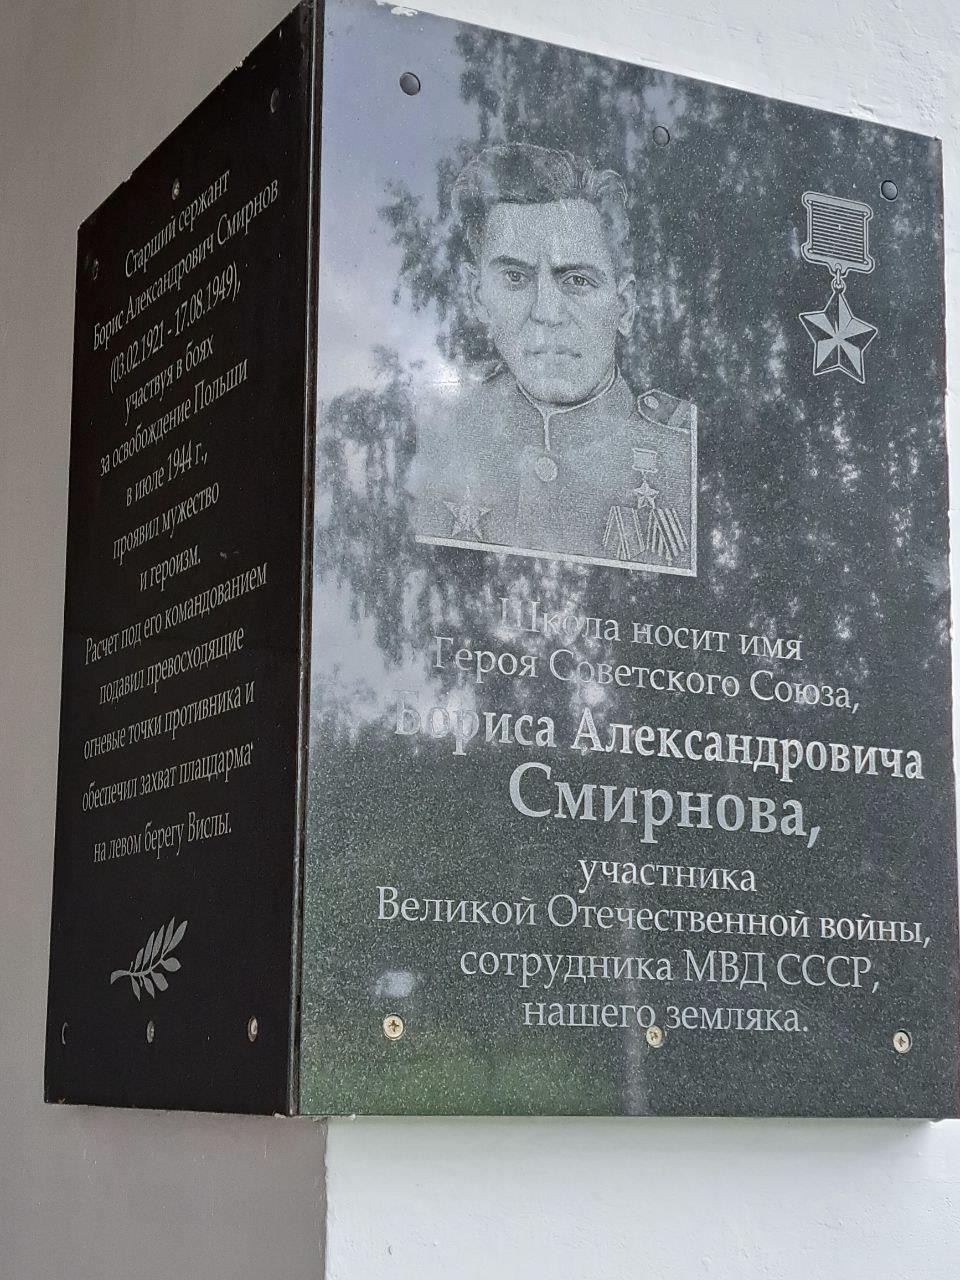 Старший сержант
Борис Александрович Смирнов
(03.02.1921 - 17.08.1949),
участвуя в боях
за освобождение Польши
в июле 1944 г.,
проявил мужество
и героизм.
Расчет под его командованием
подавил превосходящие
огневые точки противника и
обеспечил захват плацдарма
на левом берегу Вислы.
Школа носит имя
Героя Советского Союза,
Бориса Александровича
Смирнова,
участника
Великой Отечественной войны,
сотрудника МВД СССР,
нашего земляка.